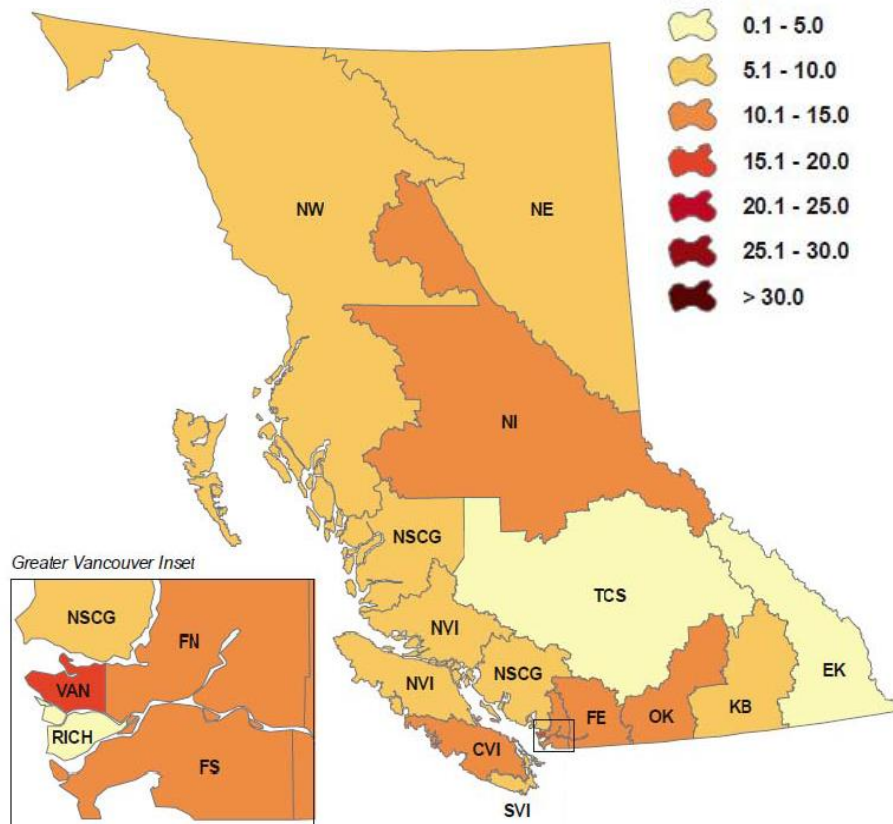 0.1 - 5.0
5.1 - 10.0
10.1 - 15.0
15.1 - 20.0
20.1 - 25.0
25.1 - 30.0
> 30.0
NW
NE
NI
NSCG
TCS
NVI
NVI
NSCG
EK
KB
FE
OK
CVI
SVI
Greater Vancouver Inset
NSCG
FN
VAN
RICH
FS